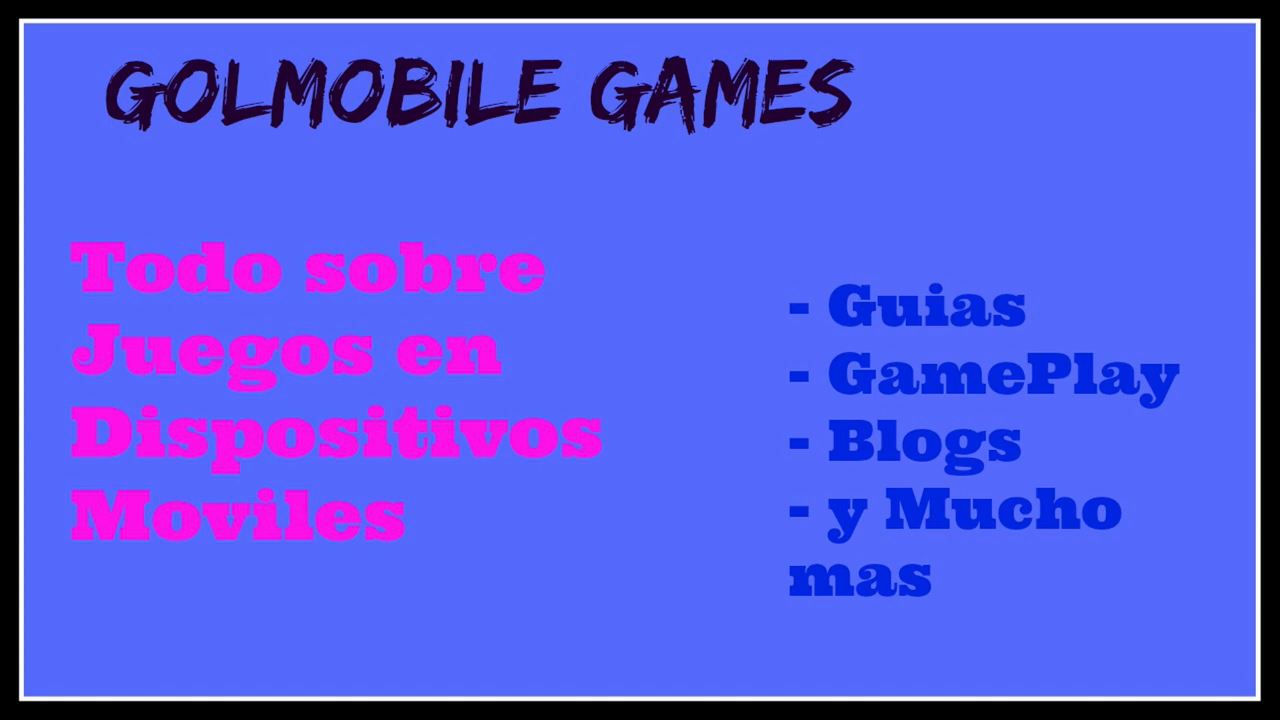 GOLMOBILE GAMES
Todo sobre
Juegos en
Dispositivos
Moviles
- Guias
- GamePlay
- Blogs
- y Mucho
mas